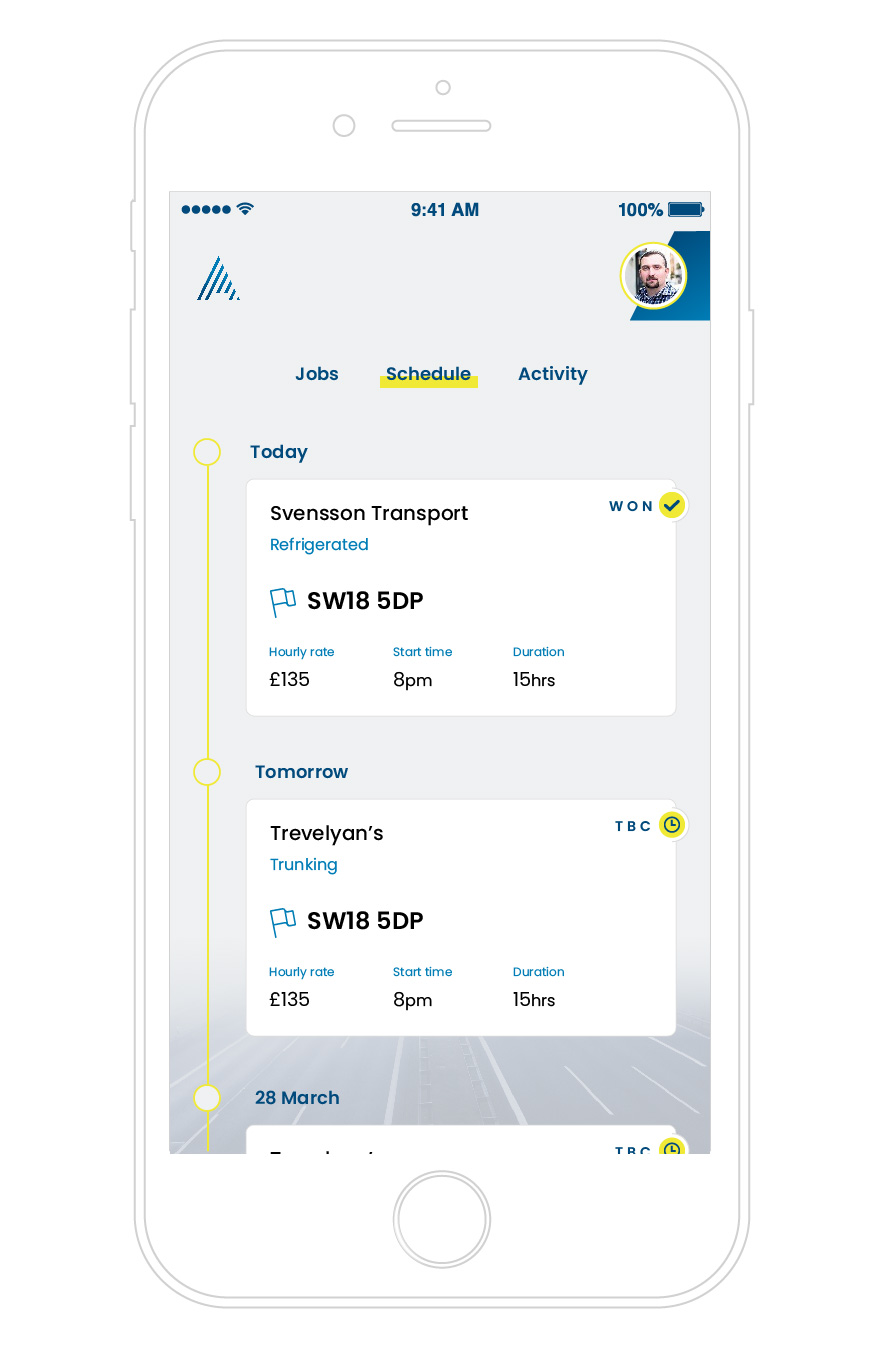 9:41 AM 100%
Jobs Schedule Activity
Today
WON
Svensson Transport
Refrigerated
SW18 5DP
Hourly rate Start time Duration
£135 8pm 15hrs
Tomorrow
TBC
Trevelyan’s
Trunking
SW18 5DP
Hourly rate Start time Duration
£135 8pm 15hrs
28 March
TBC